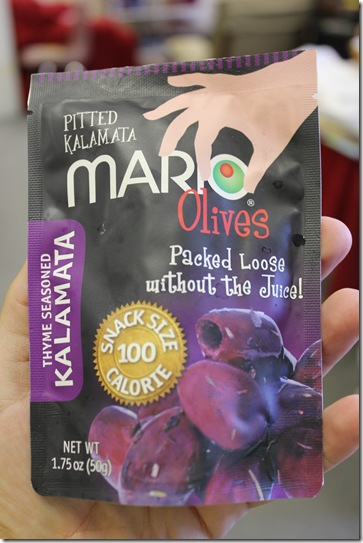 PITTED
KALAMATA
MARIO®
Olives
Packed Loose
without the Juice!
THYME SEASONED
KALAMATA
SNACK SIZE
100
CALORIE
NET WT
1.75 oz (50g)